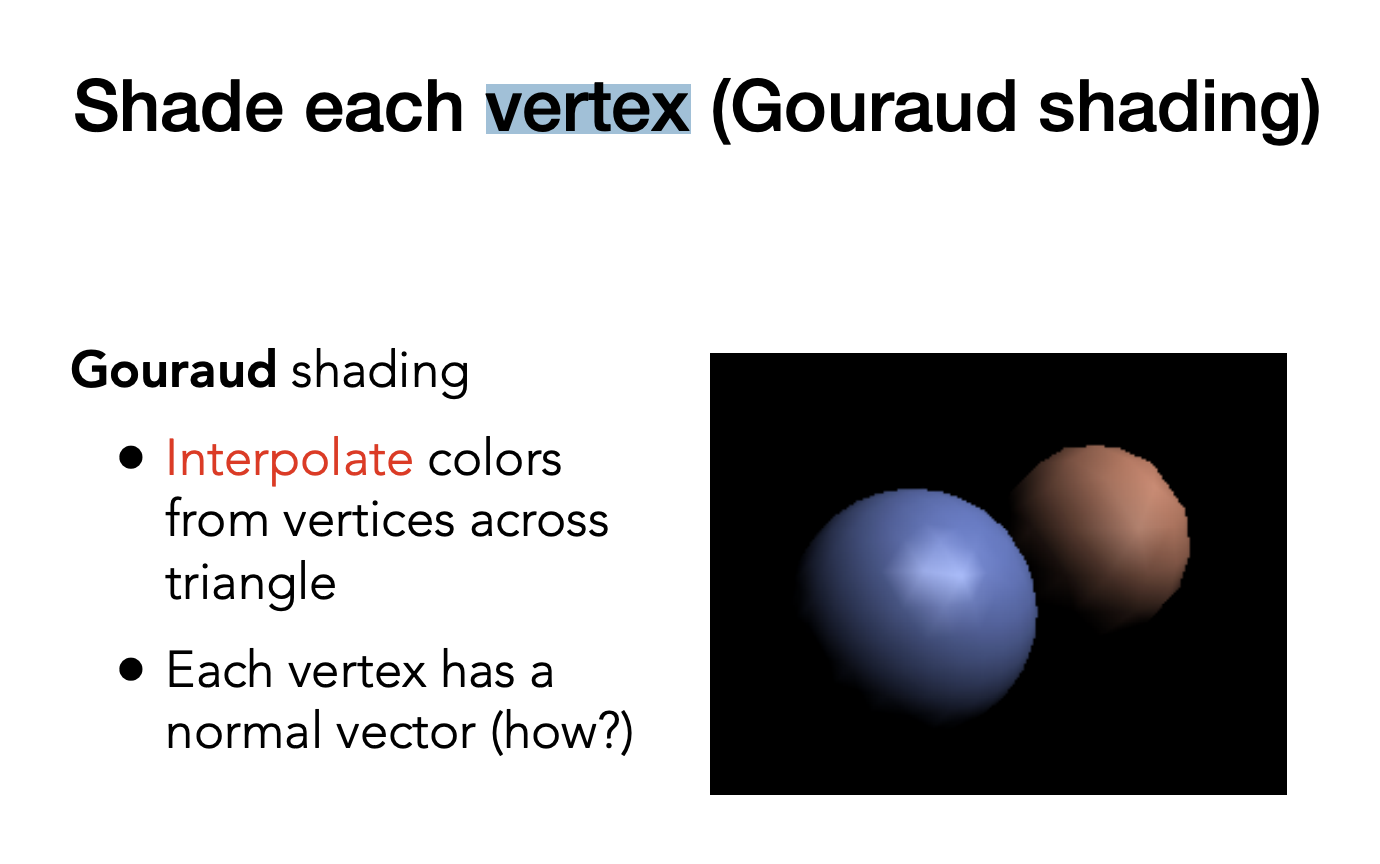 Shade each vertex (Gouraud shading)
Gouraud shading
● Interpolate colors
from vertices across
triangle
● Each vertex has a
normal vector (how?)